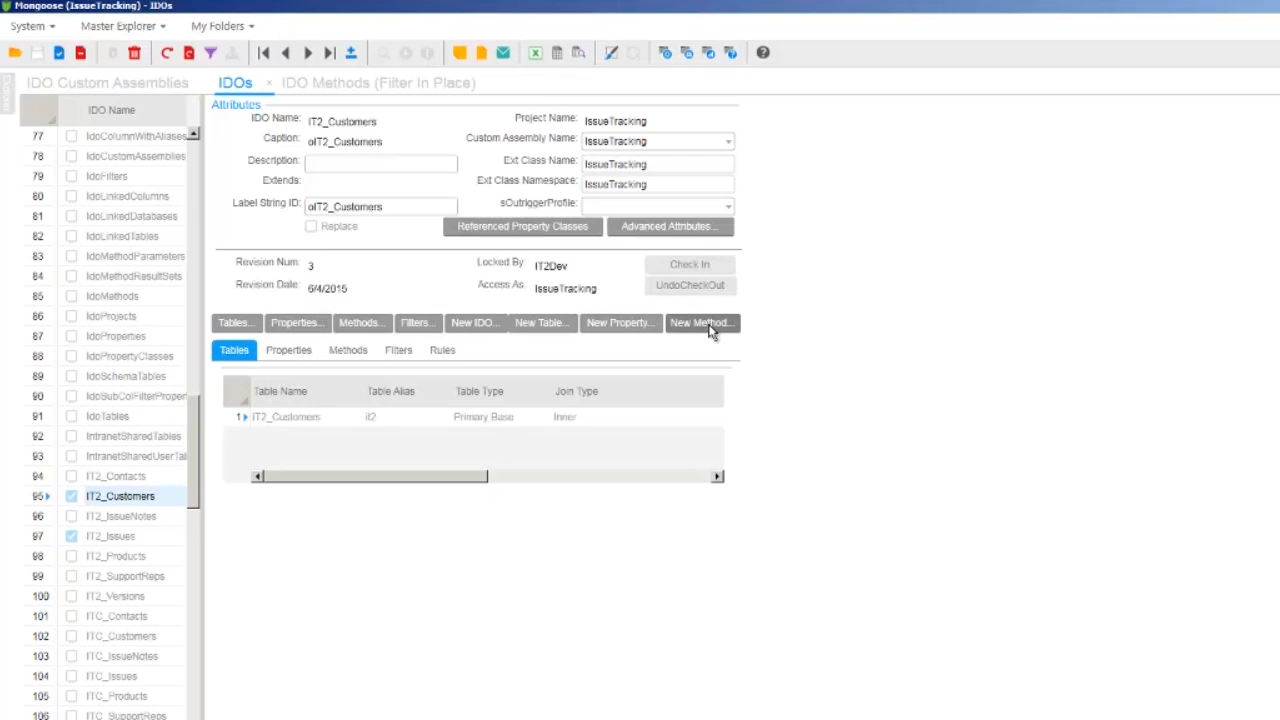 Mongoose (IssueTracking) - IDOs
System Master Explorer My Folders
IDO Custom Assemblies IDOs × IDO Methods (Filter In Place)
Explorer
IDO Name
77 IdoColumnWithAliases
78 IdoCustomAssemblies
79 IdoFilters
80 IdoLinkedColumns
81 IdoLinkedDatabases
82 IdoLinkedTables
83 IdoMethodParameters
84 IdoMethodResultSets
85 IdoMethods
86 IdoProjects
87 IdoProperties
88 IdoPropertyClasses
89 IdoSchemaTables
90 IdoSubColFilterProper
91 IdoTables
92 IntranetSharedTables
93 IntranetSharedUserTal
94 IT2_Contacts
95 IT2_Customers
96 IT2_IssueNotes
97 IT2_Issues
98 IT2_Products
99 IT2_SupportReps
100 IT2_Versions
101 ITC_Contacts
102 ITC_Customers
103 ITC_IssueNotes
104 ITC_Issues
105 ITC_Products
106 ITC_SupportReps
Attributes
IDO Name: IT2_Customers Project Name: IssueTracking
Caption: oIT2_Customers Custom Assembly Name: IssueTracking
Description: Ext Class Name: IssueTracking
Extends: Ext Class Namespace: IssueTracking
Label String ID: oIT2_Customers sOutriggerProfile:
Replace Referenced Property Classes Advanced Attributes...
Revision Num: 3 Locked By: IT2Dev Check In
Revision Date: 6/4/2015 Access As: IssueTracking UndoCheckOut
Tables... Properties... Methods... Filters... New IDO... New Table... New Property... New Method...
Tables Properties Methods Filters Rules
Table Name Table Alias Table Type Join Type
1 IT2_Customers it2 Primary Base Inner